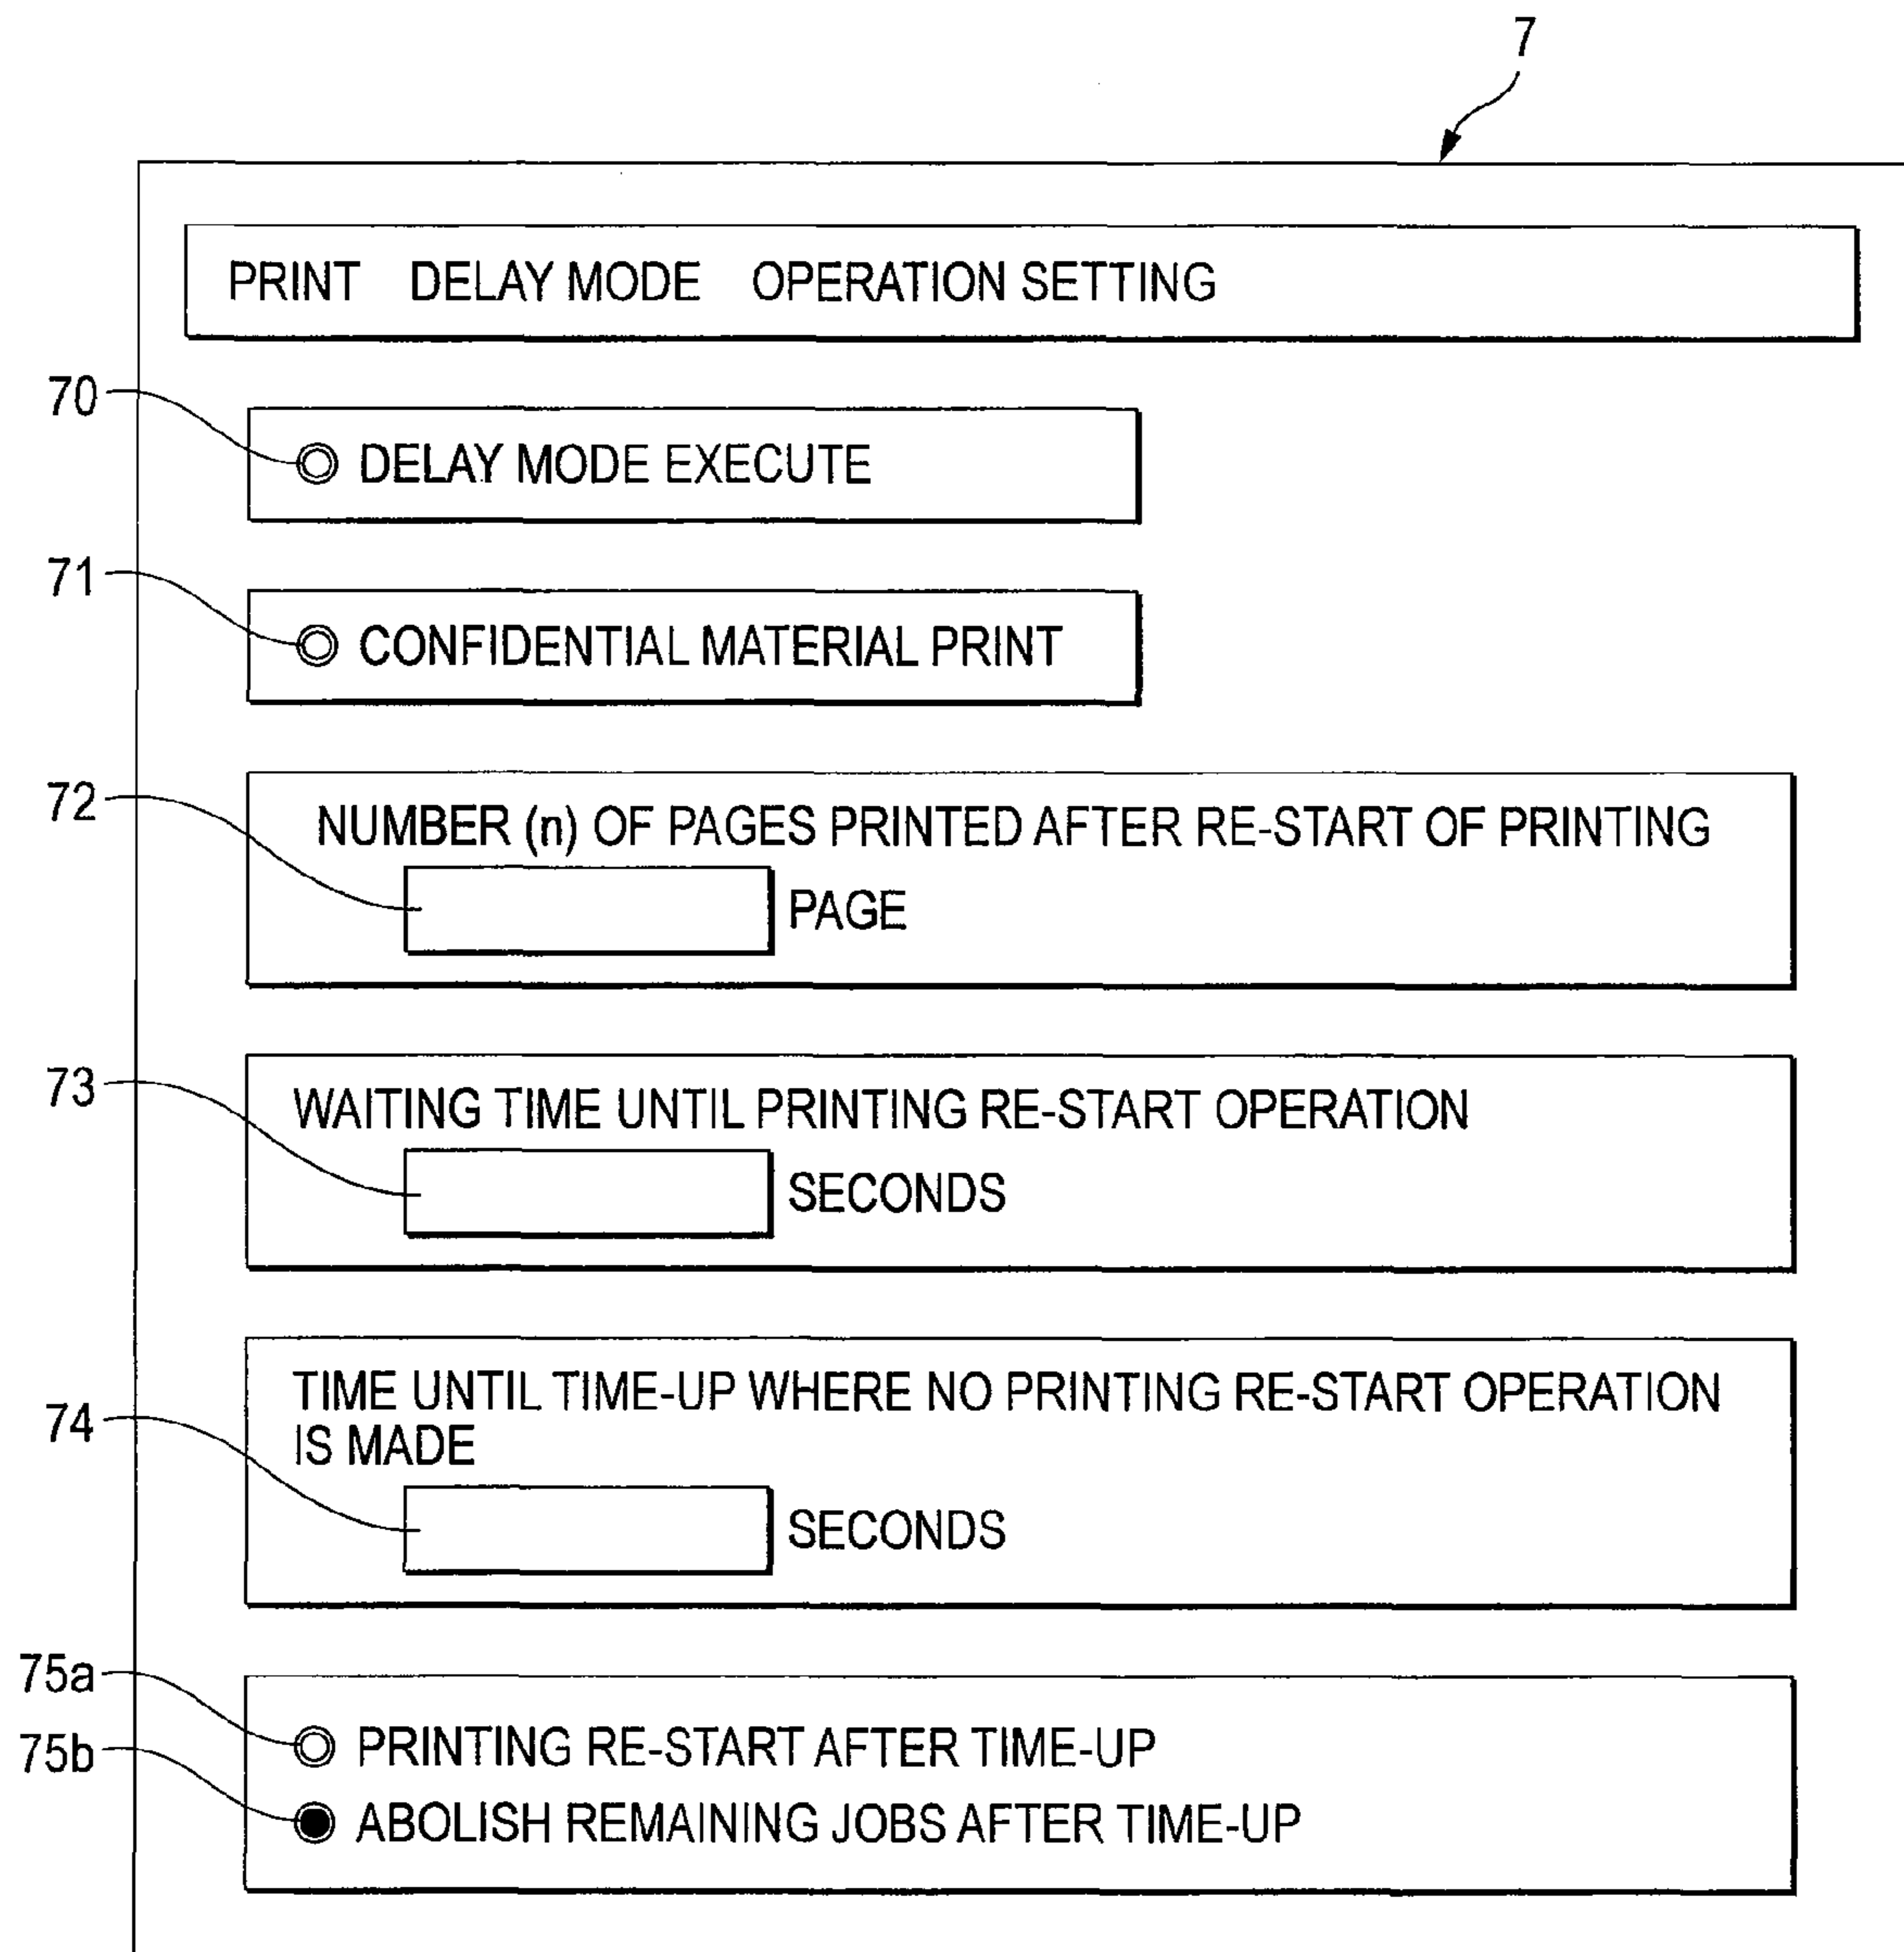 7
PRINT DELAY MODE OPERATION SETTING
70
DELAY MODE EXECUTE
71
CONFIDENTIAL MATERIAL PRINT
72
NUMBER (n) OF PAGES PRINTED AFTER RE-START OF PRINTING
PAGE
73
WAITING TIME UNTIL PRINTING RE-START OPERATION
SECONDS
74
TIME UNTIL TIME-UP WHERE NO PRINTING RE-START OPERATION
IS MADE
SECONDS
75a
PRINTING RE-START AFTER TIME-UP
75b
ABOLISH REMAINING JOBS AFTER TIME-UP